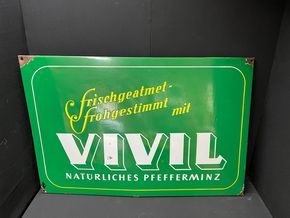 Frischgeatmet-
frohgestimmt mit
VIVIL
NATÜRLICHES PFEFFERMINZ